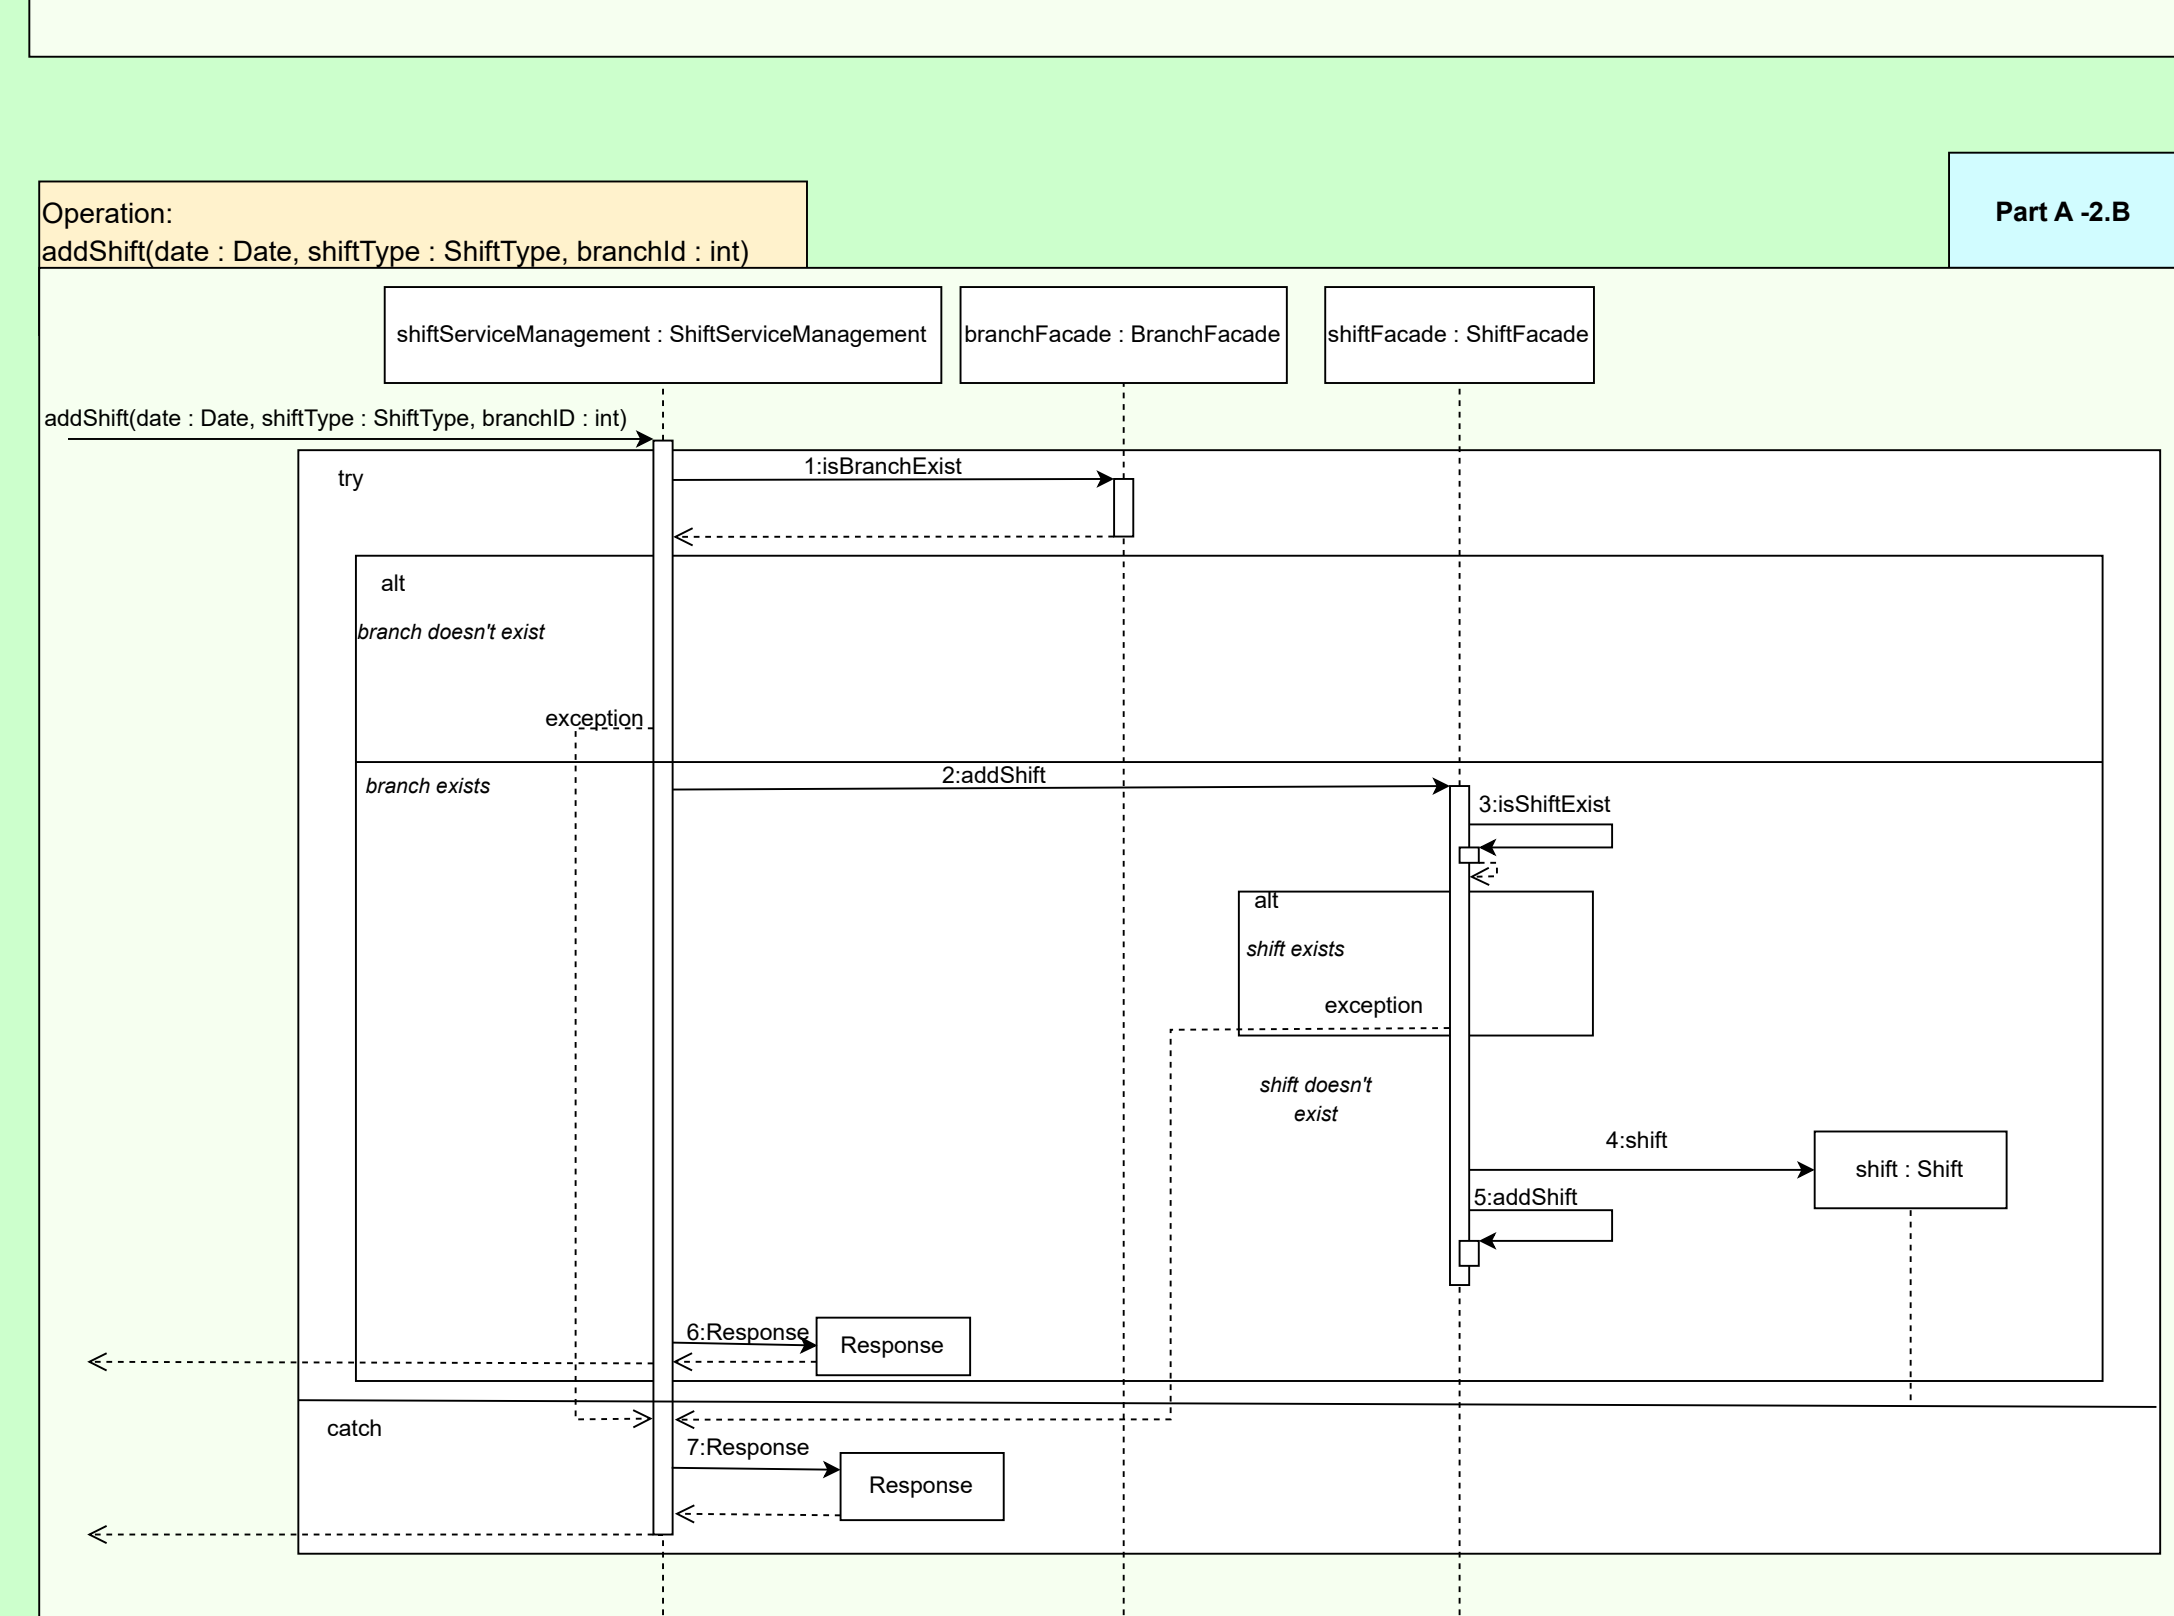 Operation:
addShift(date : Date, shiftType : ShiftType, branchId : int)
Part A -2.B
shiftServiceManagement : ShiftServiceManagement
branchFacade : BranchFacade
shiftFacade : ShiftFacade
addShift(date : Date, shiftType : ShiftType, branchID : int)
try
1:isBranchExist
alt
branch doesn't exist
exception
branch exists
2:addShift
3:isShiftExist
alt
shift exists
exception
shift doesn't
exist
4:shift
shift : Shift
5:addShift
6:Response
Response
catch
7:Response
Response